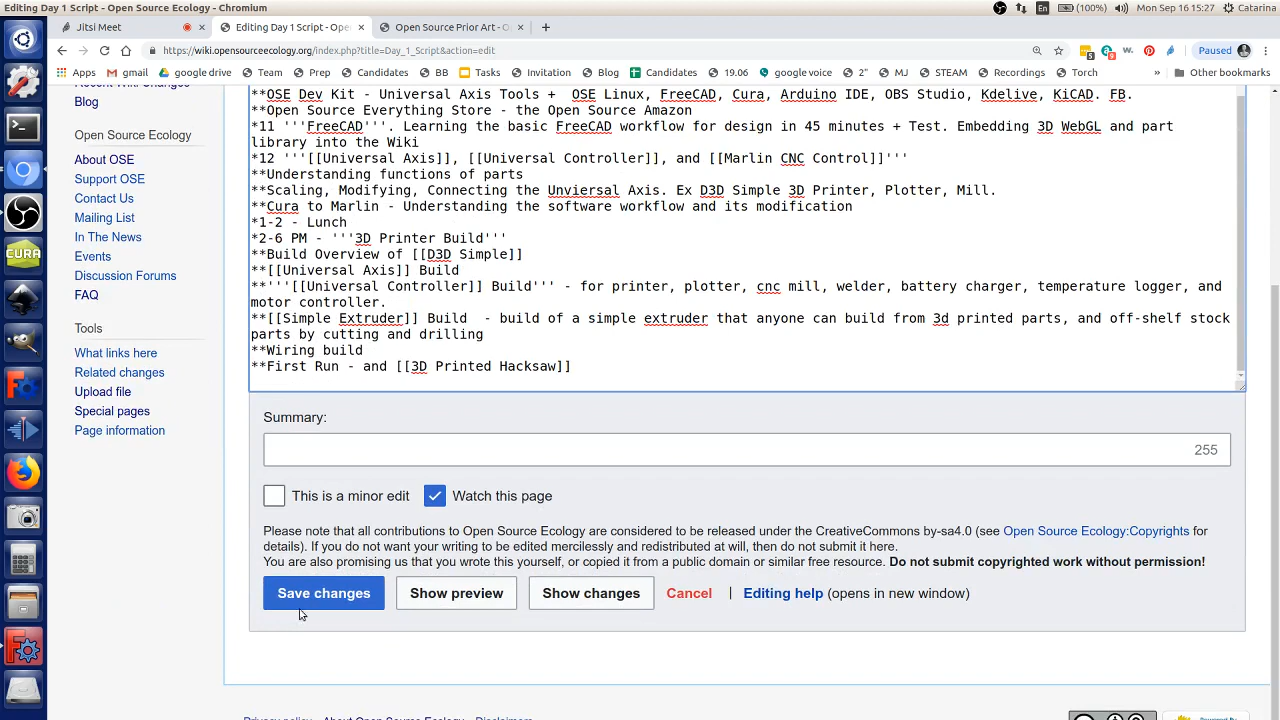 Editing Day 1 Script - Open Source Ecology - Chromium
En (100%) Mon Sep 16 15:27 Catarina
Jitsi Meet × Editing Day 1 Script - Ope × Open Source Prior Art - O × +
https://wiki.opensourceecology.org/index.php?title=Day_1_Script&action=edit
Paused
Apps gmail google drive Team Prep Candidates BB Tasks Invitation Blog Candidates 19.06 google voice 2" MJ STEAM Recordings Torch » Other bookmarks
Recent Wiki Changes
Blog
Open Source Ecology
About OSE
Support OSE
Contact Us
Mailing List
In The News
Events
Discussion Forums
FAQ
Tools
What links here
Related changes
Upload file
Special pages
Page information
**OSE Dev Kit - Universal Axis Tools +  OSE Linux, FreeCAD, Cura, Arduino IDE, OBS Studio, Kdelive, KiCAD. FB.
**Open Source Everything Store - the Open Source Amazon
*11 '''FreeCAD'''. Learning the basic FreeCAD workflow for design in 45 minutes + Test. Embedding 3D WebGL and part
library into the Wiki
*12 '''[[Universal Axis]], [[Universal Controller]], and [[Marlin CNC Control]]'''
**Understanding functions of parts
**Scaling, Modifying, Connecting the Unviersal Axis. Ex D3D Simple 3D Printer, Plotter, Mill.
**Cura to Marlin - Understanding the software workflow and its modification
*1-2 - Lunch
*2-6 PM - '''3D Printer Build'''
**Build Overview of [[D3D Simple]]
**[[Universal Axis]] Build
**'''[[Universal Controller]] Build''' - for printer, plotter, cnc mill, welder, battery charger, temperature logger, and
motor controller.
**[[Simple Extruder]] Build  - build of a simple extruder that anyone can build from 3d printed parts, and off-shelf stock
parts by cutting and drilling
**Wiring build
**First Run - and [[3D Printed Hacksaw]]
Summary:
255
This is a minor edit Watch this page
Please note that all contributions to Open Source Ecology are considered to be released under the CreativeCommons by-sa4.0 (see Open Source Ecology:Copyrights for
details). If you do not want your writing to be edited mercilessly and redistributed at will, then do not submit it here.
You are also promising us that you wrote this yourself, or copied it from a public domain or similar free resource. Do not submit copyrighted work without permission!
Save changes Show preview Show changes Cancel | Editing help (opens in new window)
Privacy policy About Open Source Ecology Disclaimers
CURA